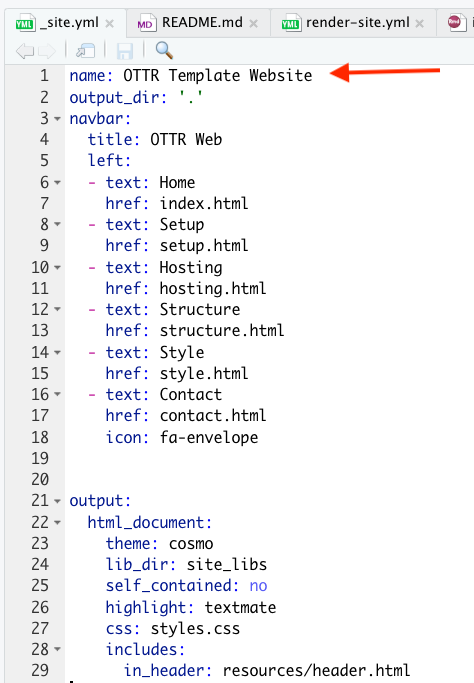 _site.yml × README.md × render-site.yml ×
1 name: OTTR Template Website
2 output_dir: '.'
3 navbar:
4   title: OTTR Web
5   left:
6   - text: Home
7     href: index.html
8   - text: Setup
9     href: setup.html
10   - text: Hosting
11     href: hosting.html
12   - text: Structure
13     href: structure.html
14   - text: Style
15     href: style.html
16   - text: Contact
17     href: contact.html
18     icon: fa-envelope
19
20
21 output:
22   html_document:
23     theme: cosmo
24     lib_dir: site_libs
25     self_contained: no
26     highlight: textmate
27     css: styles.css
28     includes:
29       in_header: resources/header.html